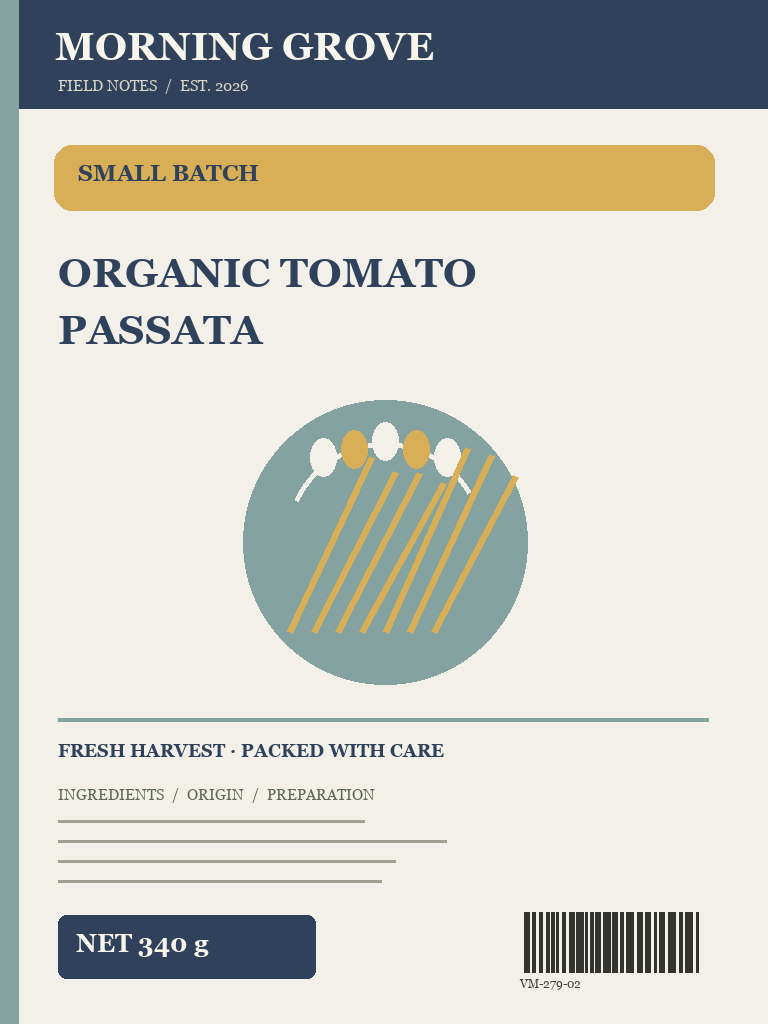 MORNING GROVE
FIELD NOTES / EST. 2026
SMALL BATCH
ORGANIC TOMATO
PASSATA
FRESH HARVEST · PACKED WITH CARE
INGREDIENTS / ORIGIN / PREPARATION
NET 340 g
VM-279-02